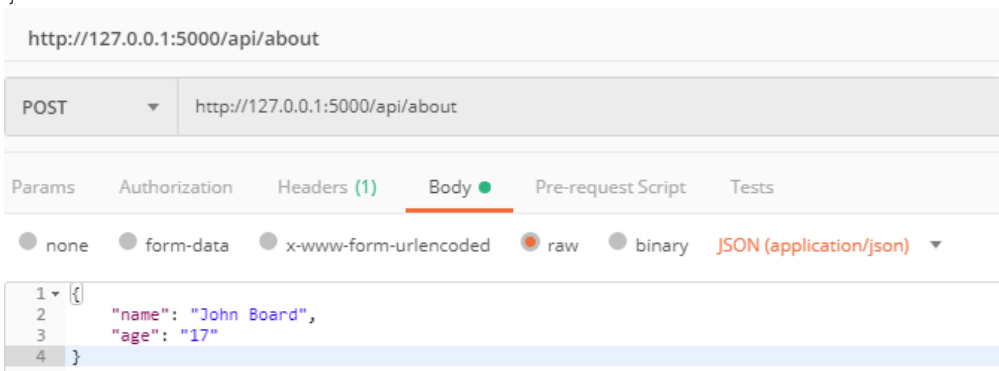 http://127.0.0.1:5000/api/about
POST http://127.0.0.1:5000/api/about
Params Authorization Headers (1) Body Pre-request Script Tests
none form-data x-www-form-urlencoded raw binary JSON (application/json)
1 {
2 "name": "John Board",
3 "age": "17"
4 }